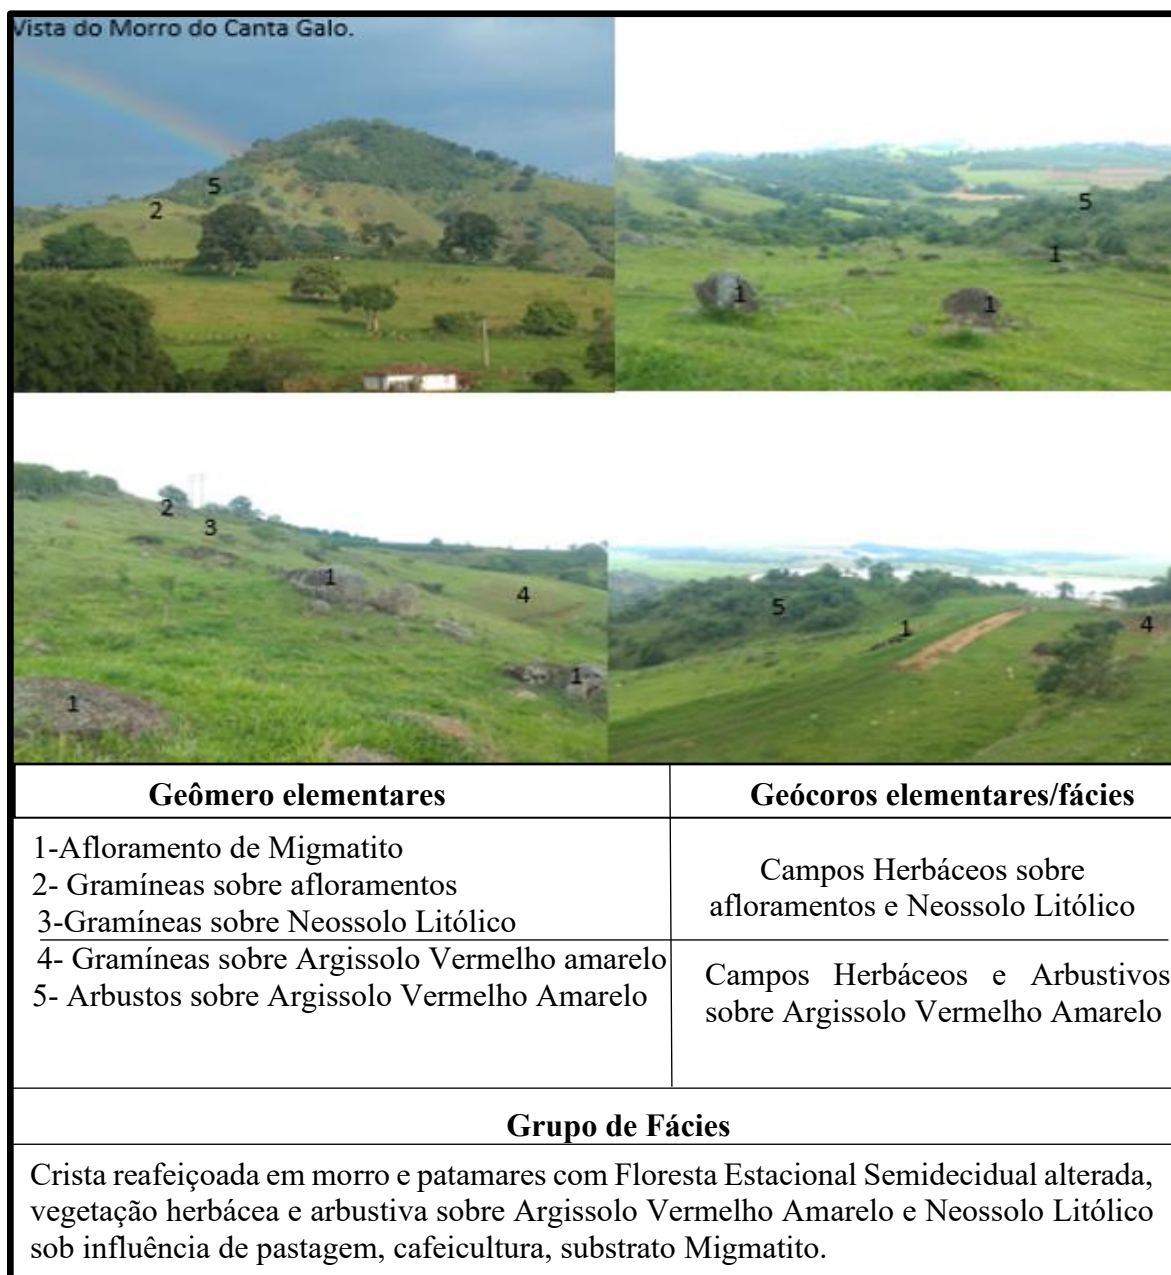 Vista do Morro do Canta Galo.
5
2
5
1
1
1
2
3
1
4
1
1
5
1
4
Geômero elementares
Geócoros elementares/fácies
1-Afloramento de Migmatito
2- Gramíneas sobre afloramentos
3-Gramíneas sobre Neossolo Litólico
Campos Herbáceos sobre
afloramentos e Neossolo Litólico
4- Gramíneas sobre Argissolo Vermelho amarelo
5- Arbustos sobre Argissolo Vermelho Amarelo
Campos Herbáceos e Arbustivos
sobre Argissolo Vermelho Amarelo
Grupo de Fácies
Crista reafeiçoada em morro e patamares com Floresta Estacional Semidecidual alterada,
vegetação herbácea e arbustiva sobre Argissolo Vermelho Amarelo e Neossolo Litólico
sob influência de pastagem, cafeicultura, substrato Migmatito.